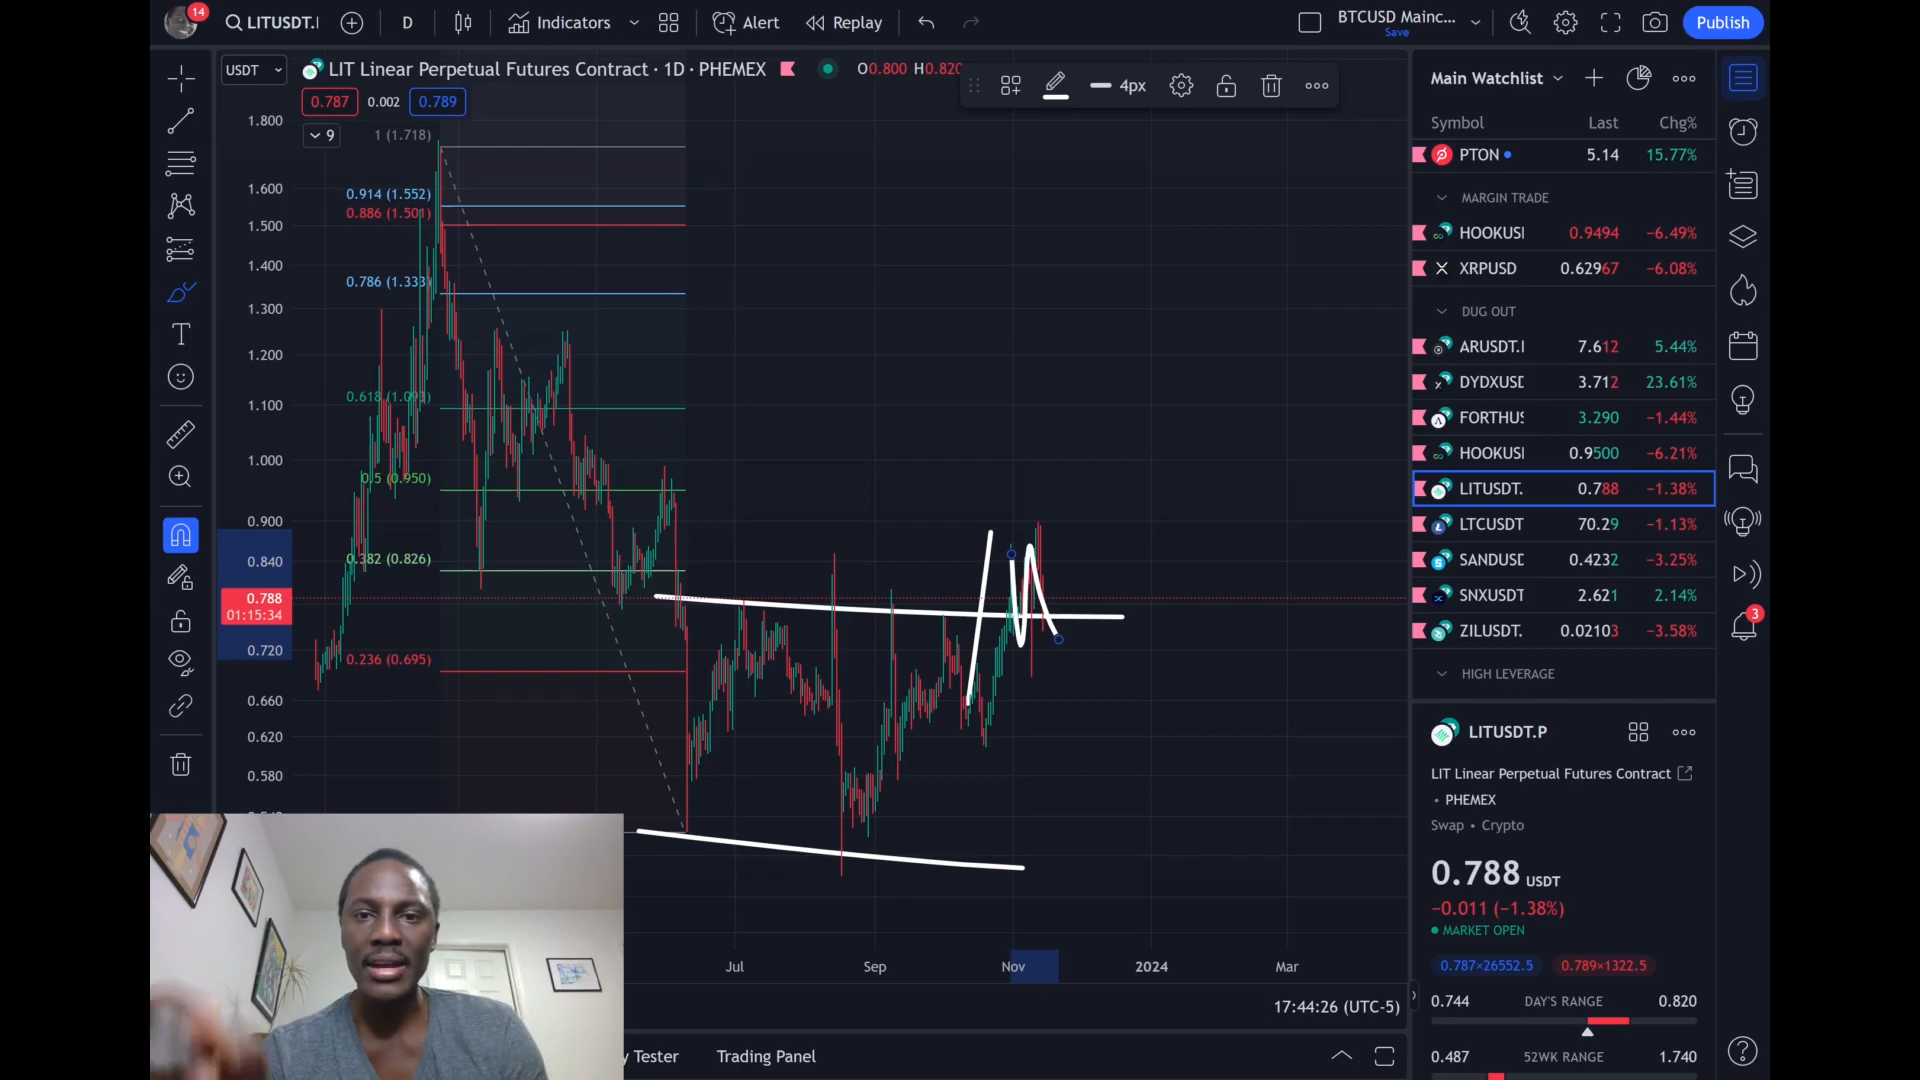 14
LITUSDT.
D
Indicators
Alert
Replay
BTCUSD Mainc...
Save
Publish
USDT
LIT Linear Perpetual Futures Contract · 1D · PHEMEX
O0.800 H0.820
4px
0.787
0.002
0.789
9
1 (1.718)
0.914 (1.552)
0.886 (1.501)
0.786 (1.333)
0.618 (1.093)
0.5 (0.950)
0.382 (0.826)
0.236 (0.695)
1.800
1.600
1.500
1.400
1.300
1.200
1.100
1.000
0.900
0.840
0.788
01:15:34
0.720
0.660
0.620
0.580
Jul
Sep
Nov
2024
Mar
17:44:26 (UTC-5)
y Tester
Trading Panel
Main Watchlist
Symbol Last Chg%
PTON 5.14 15.77%
MARGIN TRADE
HOOKUS 0.9494 −6.49%
XRPUSD 0.62967 −6.08%
DUG OUT
ARUSDT. 7.612 5.44%
DYDXUSD 3.712 23.61%
FORTHUS 3.290 −1.44%
HOOKUS 0.9500 −6.21%
LITUSDT. 0.788 −1.38%
LTCUSDT 70.29 −1.13%
SANDUSD 0.4232 −3.25%
SNXUSDT 2.621 2.14%
ZILUSDT. 0.02103 −3.58%
HIGH LEVERAGE
3
LITUSDT.P
LIT Linear Perpetual Futures Contract
• PHEMEX
Swap • Crypto
0.788 USDT
−0.011 (−1.38%)
MARKET OPEN
0.787×26552.5
0.789×1322.5
0.744 DAY'S RANGE 0.820
0.487 52WK RANGE 1.740